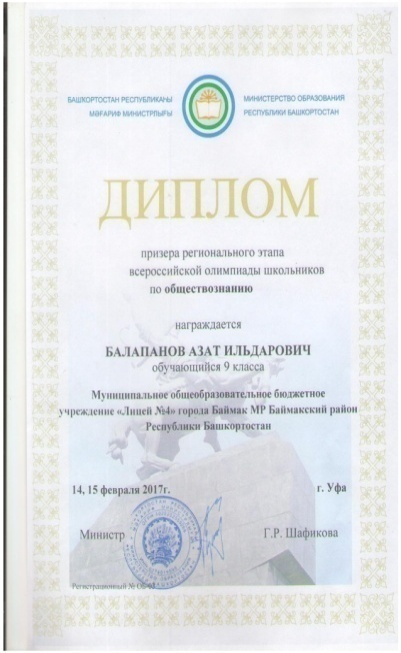 БАШҠОРТОСТАН РЕСПУБЛИКАҺЫ
МӘҒАРИФ МИНИСТРЛЫҒЫ
МИНИСТЕРСТВО ОБРАЗОВАНИЯ
РЕСПУБЛИКИ БАШКОРТОСТАН
ДИПЛОМ
призера регионального этапа
всероссийской олимпиады школьников
по обществознанию
награждается
БАЛАПАНОВ АЗАТ ИЛЬДАРОВИЧ
обучающийся 9 класса
Муниципальное общеобразовательное бюджетное
учреждение «Лицей №4» города Баймак МР Баймакский район
Республики Башкортостан
14, 15 февраля 2017г.
г. Уфа
Министр
Г.Р. Шафикова
Регистрационный №